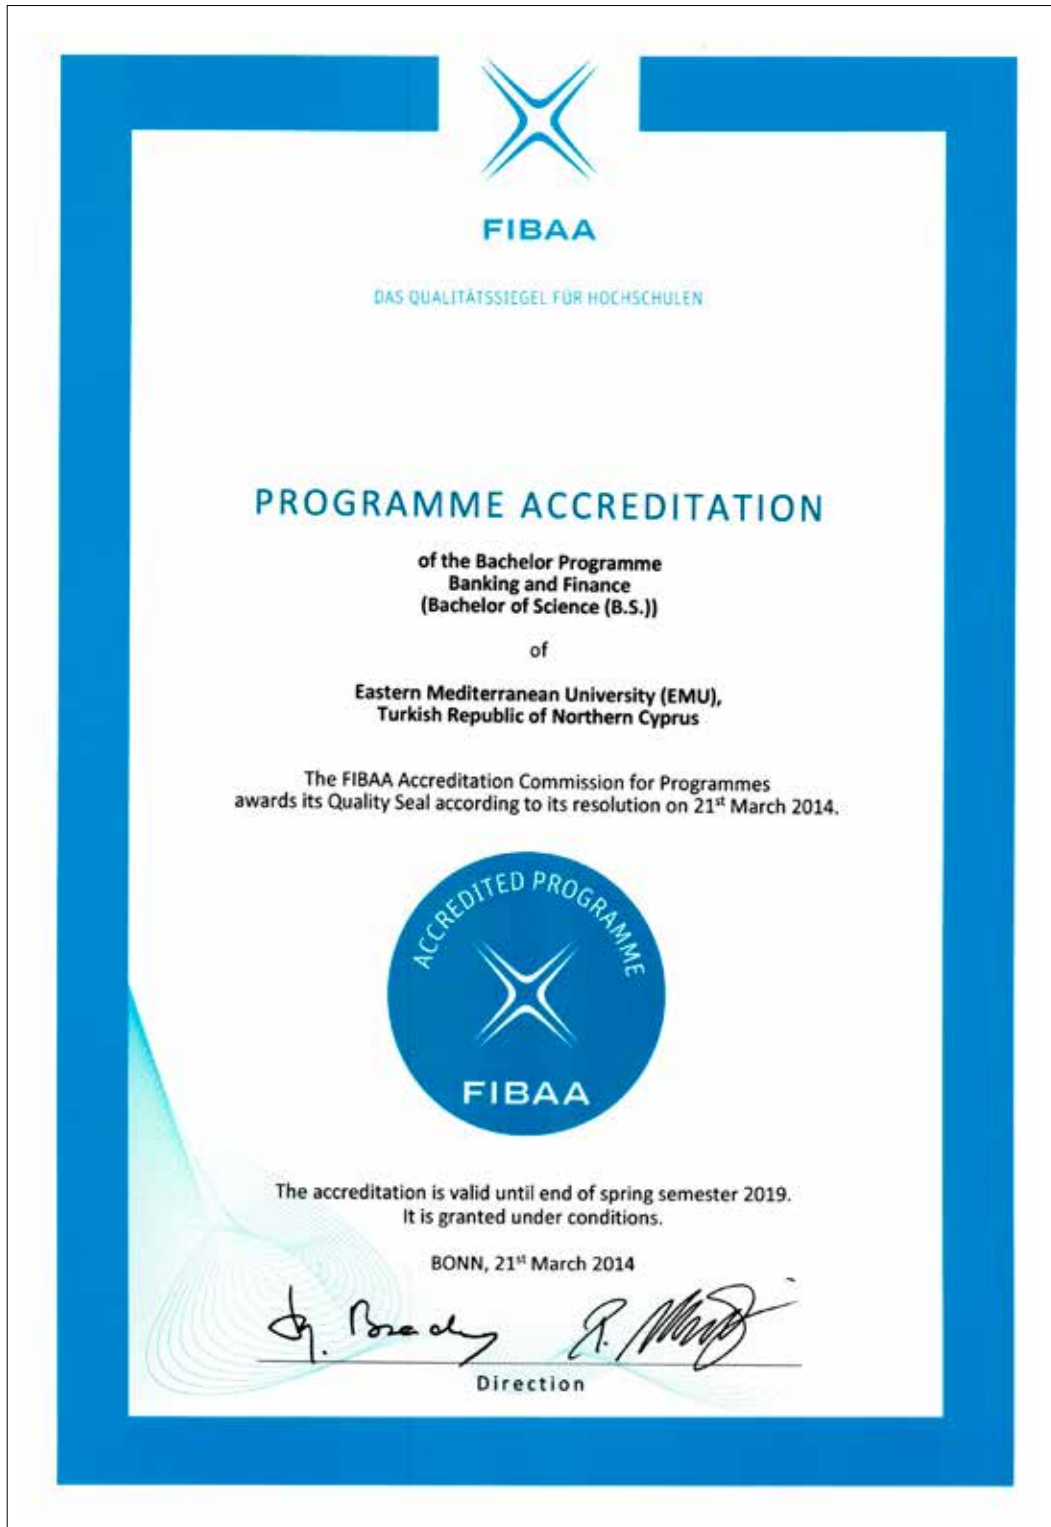 FIBAA
DAS QUALITÄTSSIEGEL FÜR HOCHSCHULEN
PROGRAMME ACCREDITATION
of the Bachelor Programme
Banking and Finance
(Bachelor of Science (B.S.))
of
Eastern Mediterranean University (EMU),
Turkish Republic of Northern Cyprus
The FIBAA Accreditation Commission for Programmes
awards its Quality Seal according to its resolution on 21st March 2014.
ACCREDITED PROGRAMME
FIBAA
The accreditation is valid until end of spring semester 2019.
It is granted under conditions.
BONN, 21st March 2014
Direction